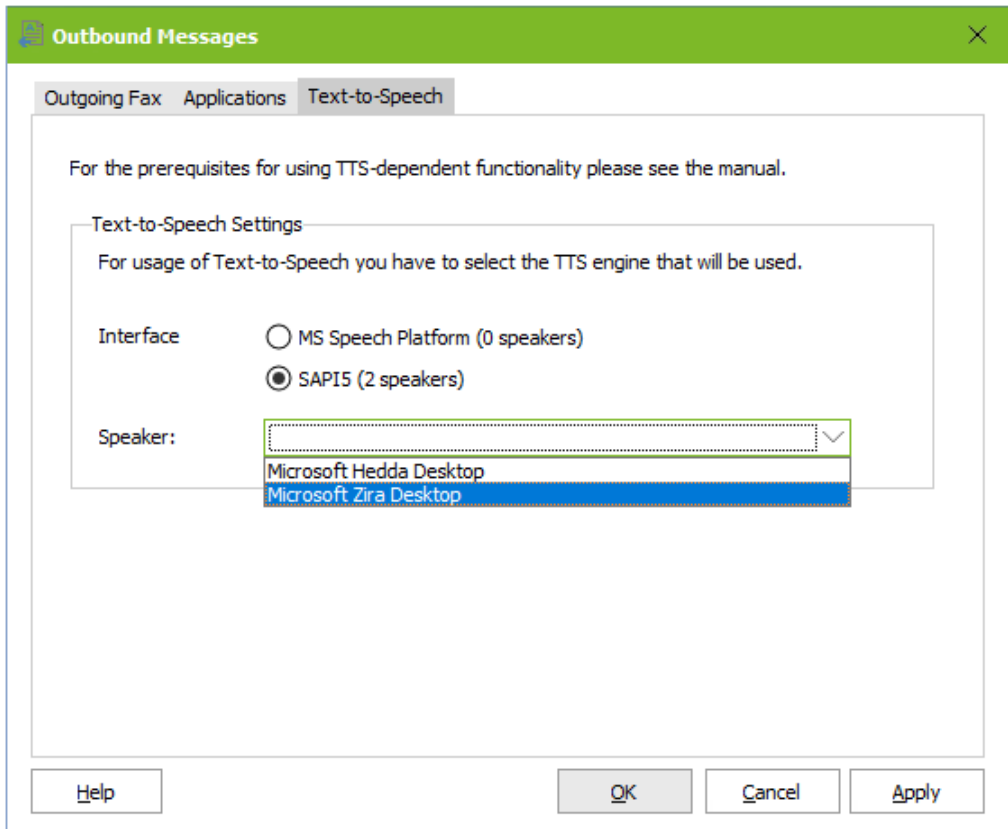 Outbound Messages
Outgoing Fax Applications Text-to-Speech
For the prerequisites for using TTS-dependent functionality please see the manual.
Text-to-Speech Settings
For usage of Text-to-Speech you have to select the TTS engine that will be used.
Interface MS Speech Platform (0 speakers)
SAPI5 (2 speakers)
Speaker:
Microsoft Hedda Desktop
Microsoft Zira Desktop
Help OK Cancel Apply